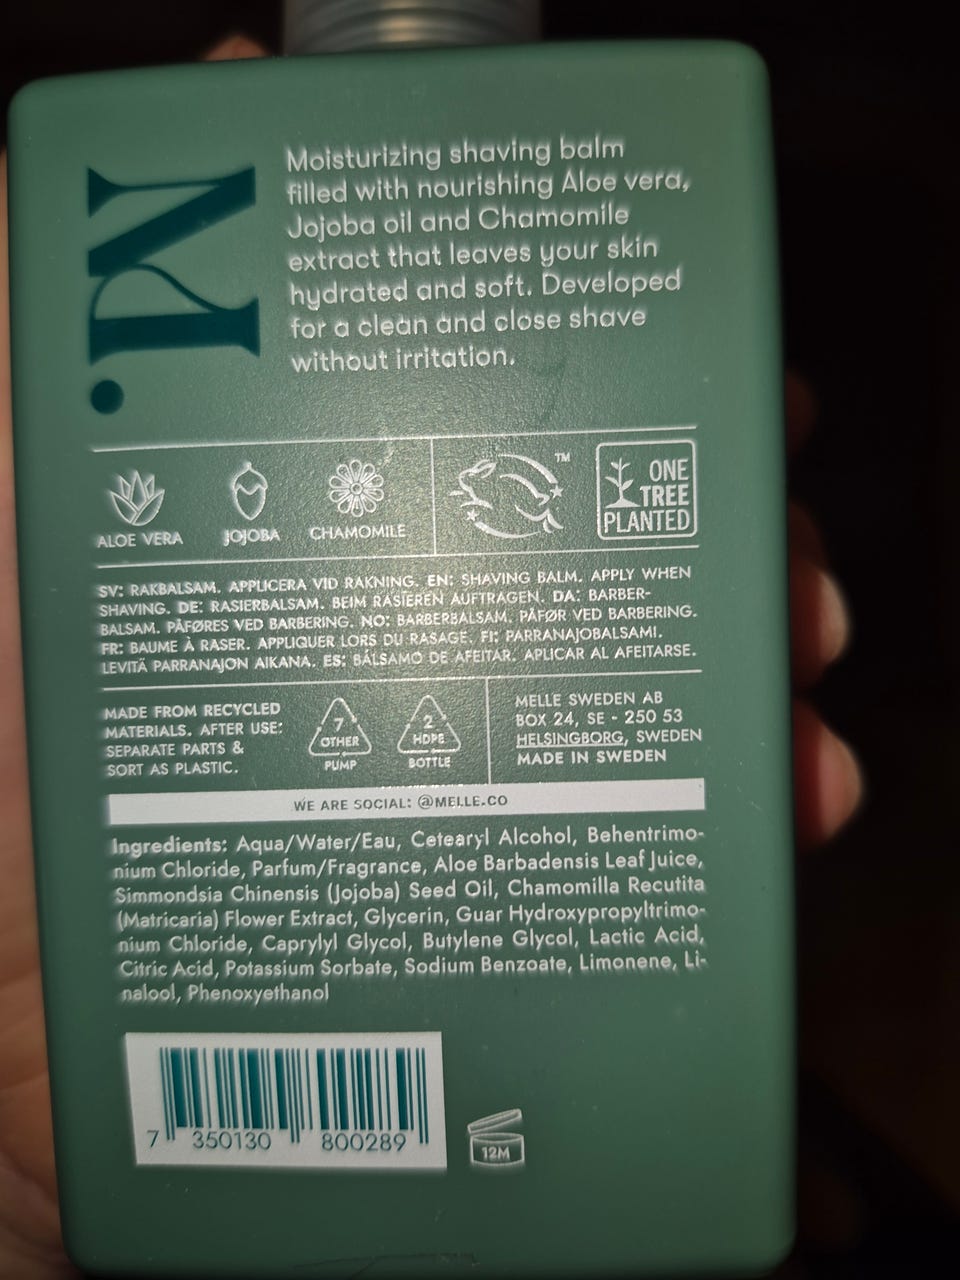 M.
Moisturizing shaving balm
filled with nourishing Aloe vera,
Jojoba oil and Chamomile
extract that leaves your skin
hydrated and soft. Developed
for a clean and close shave
without irritation.
ALOE VERA
JOJOBA
CHAMOMILE
TM
ONE
TREE
PLANTED
SV: RAKBALSAM. APPLICERA VID RAKNING. EN: SHAVING BALM. APPLY WHEN
SHAVING. DE: RASIERBALSAM. BEIM RASIEREN AUFTRAGEN. DA: BARBER-
BALSAM. PÅFØRES VED BARBERING. NO: BARBERBALSAM. PÅFØR VED BARBERING.
FR: BAUME À RASER. APPLIQUER LORS DU RASAGE. FI: PARRANAJOBALSAMI.
LEVITÄ PARRANAJON AIKANA. ES: BÁLSAMO DE AFEITAR. APLICAR AL AFEITARSE.
MADE FROM RECYCLED
MATERIALS. AFTER USE:
SEPARATE PARTS &
SORT AS PLASTIC.
7
OTHER
PUMP
2
HDPE
BOTTLE
MELLE SWEDEN AB
BOX 24, SE - 250 53
HELSINGBORG, SWEDEN
MADE IN SWEDEN
WE ARE SOCIAL: @MELLE.CO
Ingredients: Aqua/Water/Eau, Cetearyl Alcohol, Behentrimo-
nium Chloride, Parfum/Fragrance, Aloe Barbadensis Leaf Juice,
Simmondsia Chinensis (Jojoba) Seed Oil, Chamomilla Recutita
(Matricaria) Flower Extract, Glycerin, Guar Hydroxypropyltrimo-
nium Chloride, Caprylyl Glycol, Butylene Glycol, Lactic Acid,
Citric Acid, Potassium Sorbate, Sodium Benzoate, Limonene, Li-
nalool, Phenoxyethanol
7 350130 800289
12M